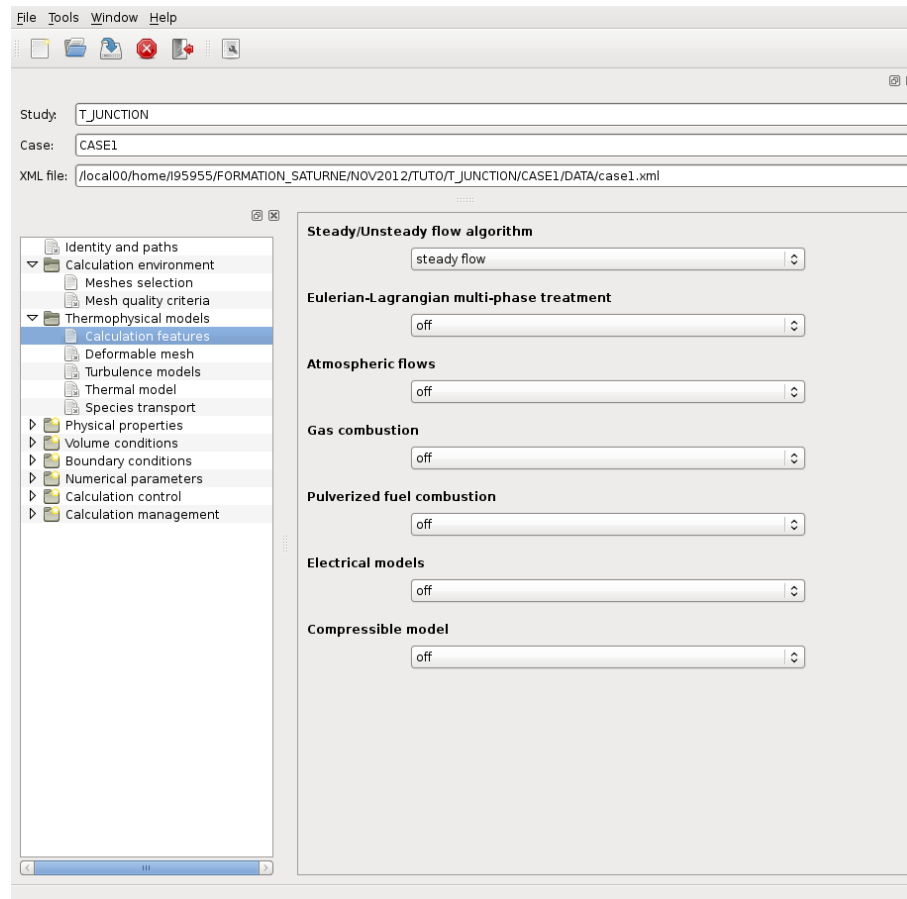 File Tools Window Help
Study: T_JUNCTION
Case: CASE1
XML file: /local00/home/I95955/FORMATION_SATURNE/NOV2012/TUTO/T_JUNCTION/CASE1/DATA/case1.xml
Identity and paths
Calculation environment
Meshes selection
Mesh quality criteria
Thermophysical models
Calculation features
Deformable mesh
Turbulence models
Thermal model
Species transport
Physical properties
Volume conditions
Boundary conditions
Numerical parameters
Calculation control
Calculation management
Steady/Unsteady flow algorithm
steady flow
Eulerian-Lagrangian multi-phase treatment
off
Atmospheric flows
off
Gas combustion
off
Pulverized fuel combustion
off
Electrical models
off
Compressible model
off